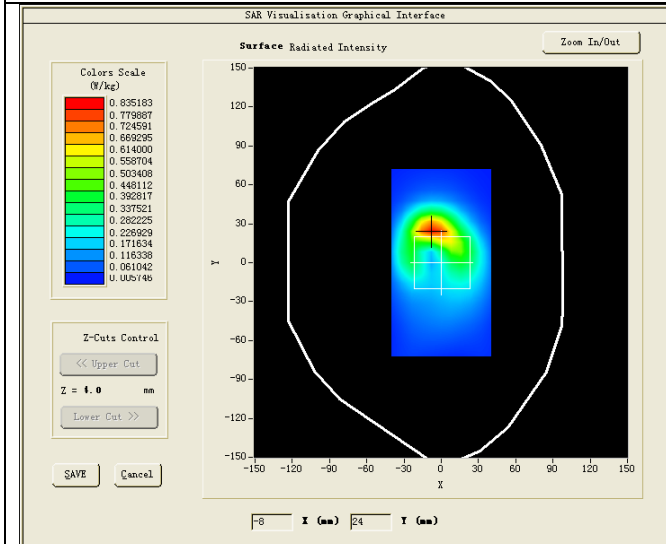 SAR Visualisation Graphical Interface
Surface Radiated Intensity
Zoom In/Out
Colors Scale
(W/kg)
0.835183
0.779887
0.724591
0.669295
0.614000
0.558704
0.503408
0.448112
0.392817
0.337521
0.282225
0.226929
0.171634
0.116338
0.061042
0.005746
Z-Cuts Control
<< Upper Cut
Z = 4.0 mm
Lower Cut >>
SAVE
Cancel
150
120
90
60
30
0
-30
-60
-90
-120
-150
Y
-150 -120 -90 -60 -30 0 30 60 90 120 150
X
-8 X (mm) 24 Y (mm)